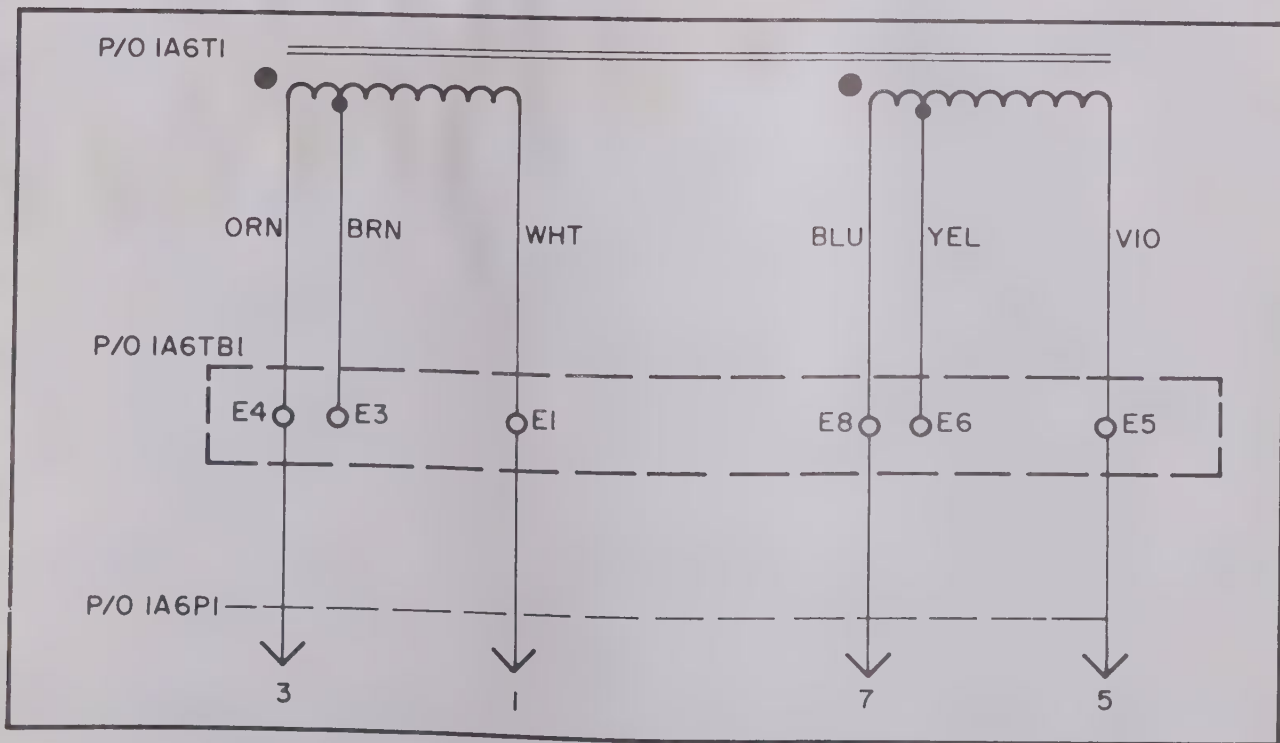 P/O 1A6T1
ORN BRN WHT BLU YEL VIO
P/O 1A6TB1
E4 E3 E1 E8 E6 E5
P/O 1A6P1
3 1 7 5